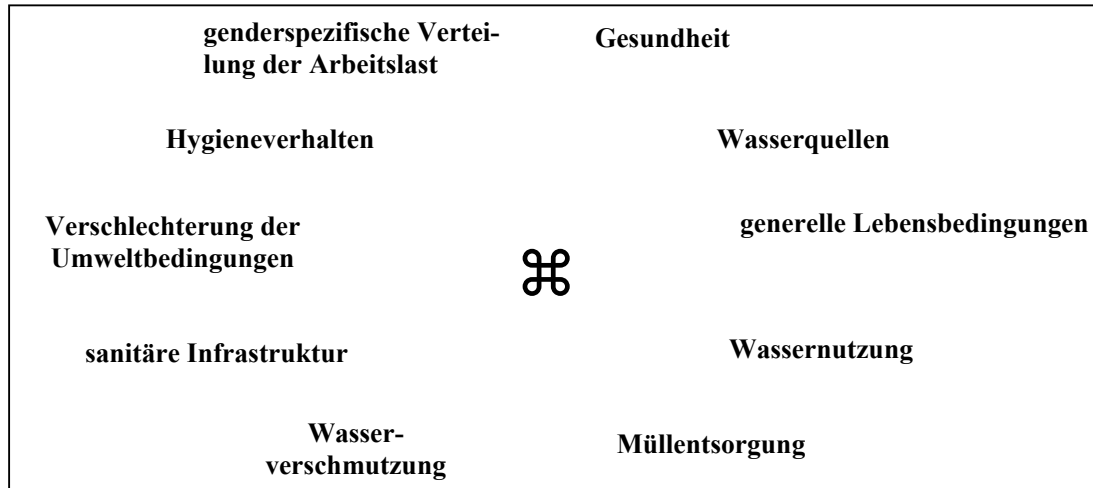 genderspezifische Vertei-
lung der Arbeitslast
Gesundheit
Hygieneverhalten
Wasserquellen
Verschlechterung der
Umweltbedingungen
generelle Lebensbedingungen
⌘
sanitäre Infrastruktur
Wassernutzung
Wasser-
verschmutzung
Müllentsorgung